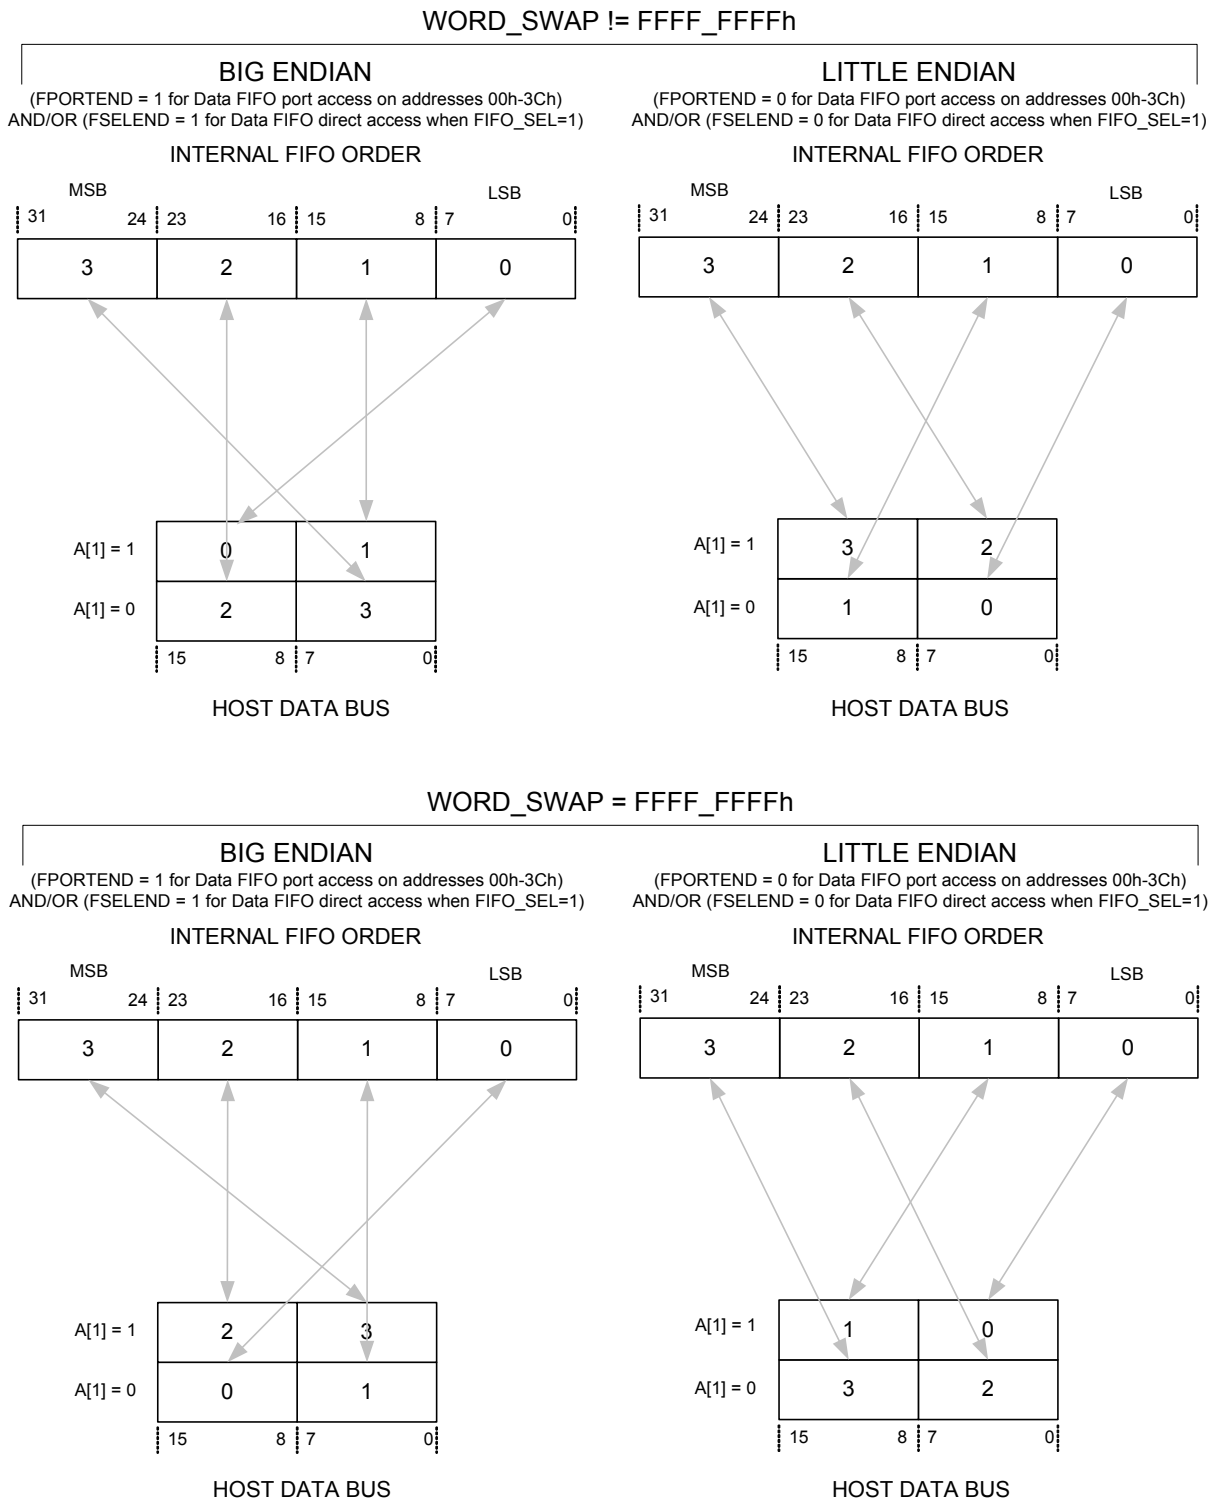 WORD_SWAP != FFFF_FFFFh
BIG ENDIAN
(FPORTEND = 1 for Data FIFO port access on addresses 00h-3Ch)
AND/OR (FSELEND = 1 for Data FIFO direct access when FIFO_SEL=1)
INTERNAL FIFO ORDER
MSB LSB
31 24 23 16 15 8 7 0
3 2 1 0
A[1] = 1 0 1
A[1] = 0 2 3
15 8 7 0
HOST DATA BUS
LITTLE ENDIAN
(FPORTEND = 0 for Data FIFO port access on addresses 00h-3Ch)
AND/OR (FSELEND = 0 for Data FIFO direct access when FIFO_SEL=1)
INTERNAL FIFO ORDER
MSB LSB
31 24 23 16 15 8 7 0
3 2 1 0
A[1] = 1 3 2
A[1] = 0 1 0
15 8 7 0
HOST DATA BUS
WORD_SWAP = FFFF_FFFFh
BIG ENDIAN
(FPORTEND = 1 for Data FIFO port access on addresses 00h-3Ch)
AND/OR (FSELEND = 1 for Data FIFO direct access when FIFO_SEL=1)
INTERNAL FIFO ORDER
MSB LSB
31 24 23 16 15 8 7 0
3 2 1 0
A[1] = 1 2 3
A[1] = 0 0 1
15 8 7 0
HOST DATA BUS
LITTLE ENDIAN
(FPORTEND = 0 for Data FIFO port access on addresses 00h-3Ch)
AND/OR (FSELEND = 0 for Data FIFO direct access when FIFO_SEL=1)
INTERNAL FIFO ORDER
MSB LSB
31 24 23 16 15 8 7 0
3 2 1 0
A[1] = 1 1 0
A[1] = 0 3 2
15 8 7 0
HOST DATA BUS